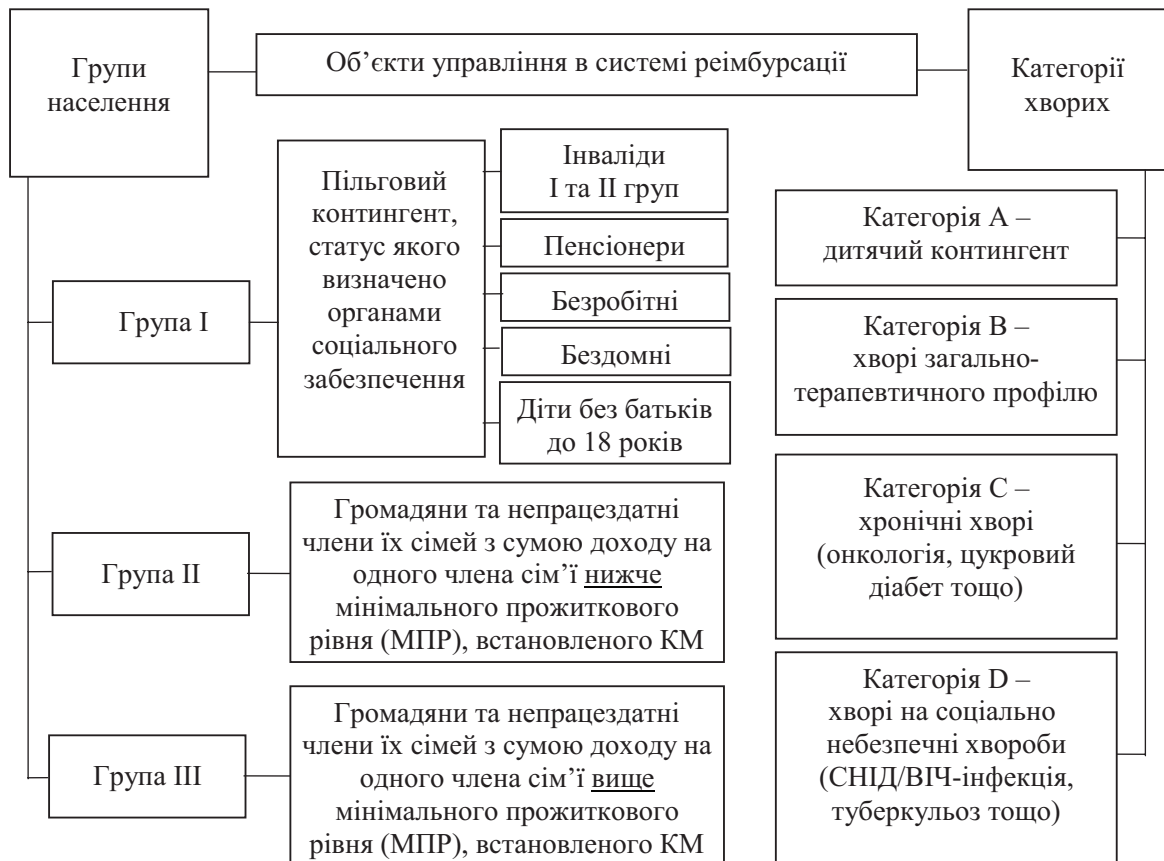 Групи
населення
Об’єкти управління в системі реімбурсації
Категорії
хворих
Група І
Пільговий
контингент,
статус якого
визначено
органами
соціального
забезпечення
Інваліди
І та ІІ груп
Пенсіонери
Безробітні
Бездомні
Діти без батьків
до 18 років
Група ІІ
Громадяни та непрацездатні
члени їх сімей з сумою доходу на
одного члена сім’ї нижче
мінімального прожиткового
рівня (МПР), встановленого КМ
Група ІІІ
Громадяни та непрацездатні
члени їх сімей з сумою доходу на
одного члена сім’ї вище
мінімального прожиткового
рівня (МПР), встановленого КМ
Категорія А –
дитячий контингент
Категорія В –
хворі загально-
терапевтичного профілю
Категорія С –
хронічні хворі
(онкологія, цукровий
діабет тощо)
Категорія D –
хворі на соціально
небезпечні хвороби
(СНІД/ВІЧ-інфекція,
туберкульоз тощо)